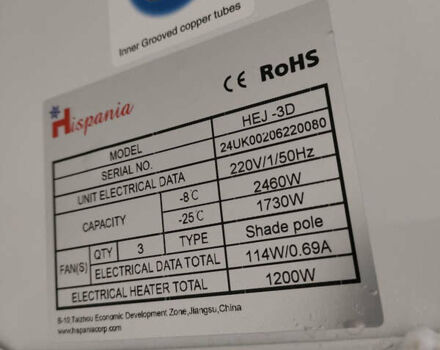 Inner Grooved copper tubes
Hispania
CE RoHS
MODEL HEJ -3D
SERIAL NO. 24UK00206220080
UNIT ELECTRICAL DATA 220V/1/50Hz
CAPACITY -8℃ 2460W
-25℃ 1730W
FAN(S) QTY 3 TYPE Shade pole
ELECTRICAL DATA TOTAL 114W/0.69A
ELECTRICAL HEATER TOTAL 1200W
S-10,Taizhou Economic Development Zone,Jiangsu,China
www.hispaniacorp.com